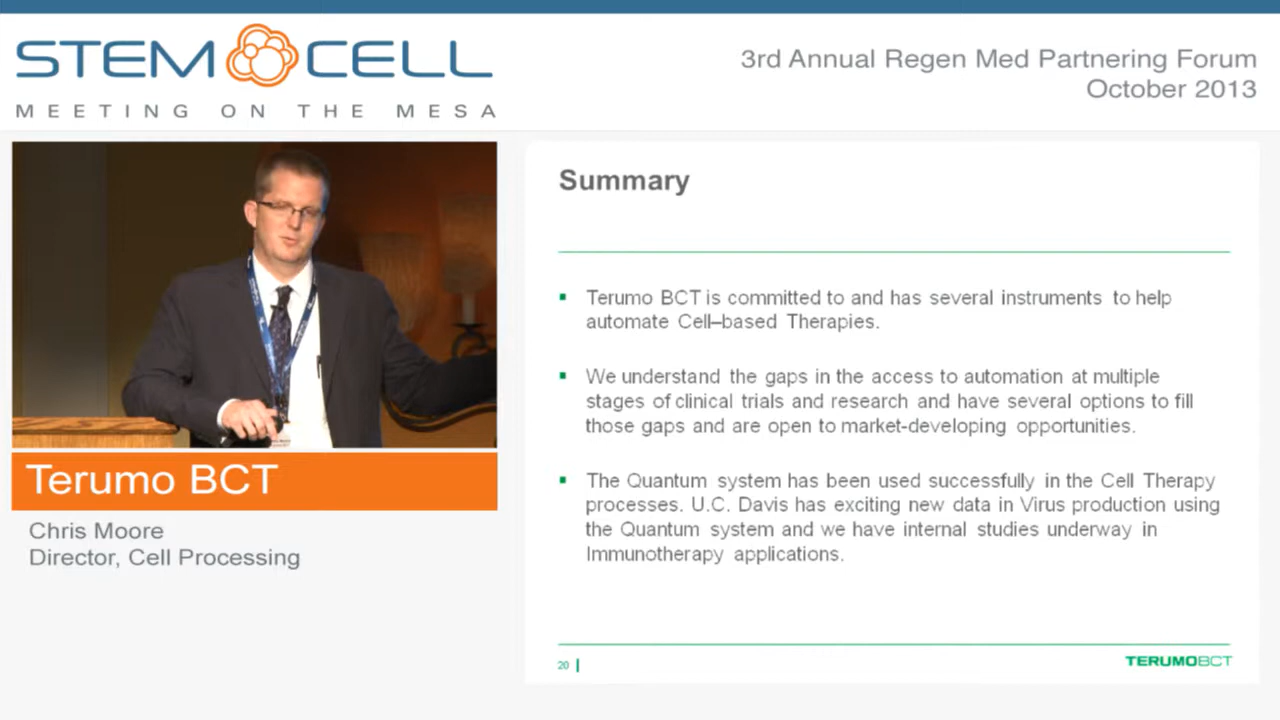 STEM CELL
MEETING ON THE MESA
3rd Annual Regen Med Partnering Forum
October 2013
Terumo BCT
Chris Moore
Director, Cell Processing
Summary
Terumo BCT is committed to and has several instruments to help
automate Cell–based Therapies.
We understand the gaps in the access to automation at multiple
stages of clinical trials and research and have several options to fill
those gaps and are open to market-developing opportunities.
The Quantum system has been used successfully in the Cell Therapy
processes. U.C. Davis has exciting new data in Virus production using
the Quantum system and we have internal studies underway in
Immunotherapy applications.
20
TERUMOBCT